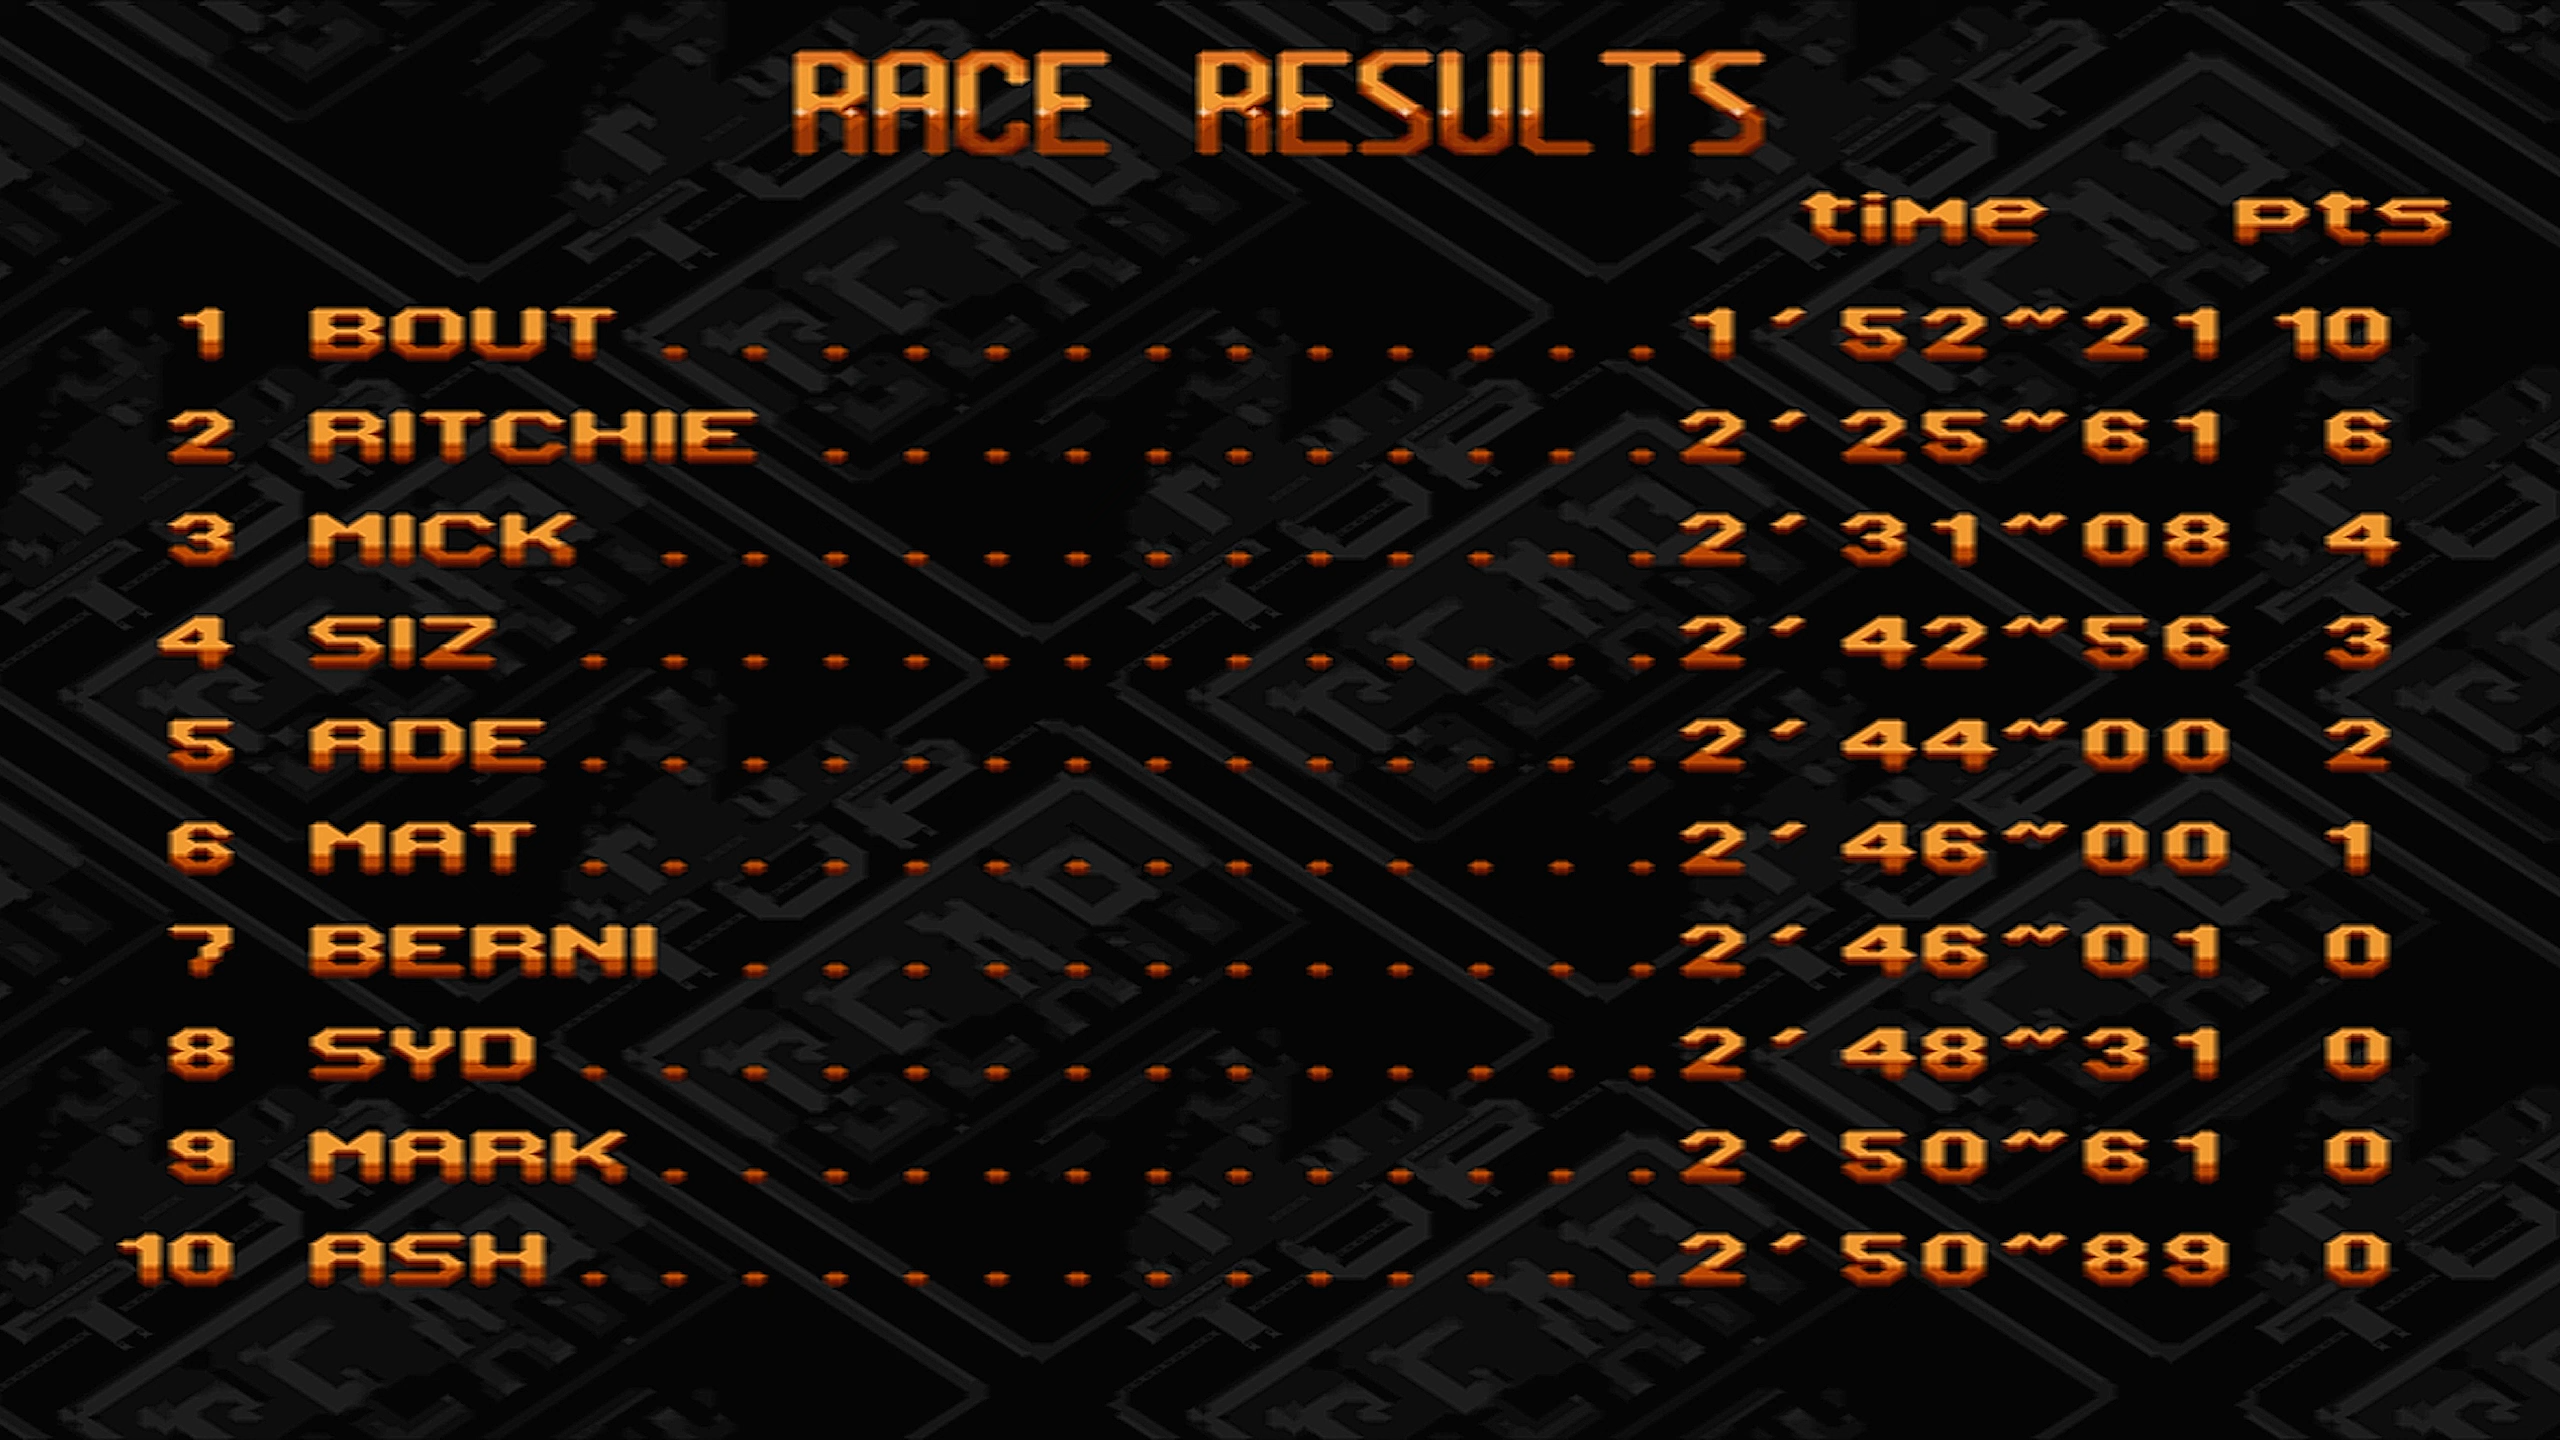 RACE RESULTS
time pts
1 BOUT.............1´52~21 10
2 RITCHIE...........2´25~61 6
3 MICK.............2´31~08 4
4 SIZ..............2´42~56 3
5 ADE..............2´44~00 2
6 MAT..............2´46~00 1
7 BERNI............2´46~01 0
8 SYD..............2´48~31 0
9 MARK.............2´50~61 0
10 ASH..............2´50~89 0